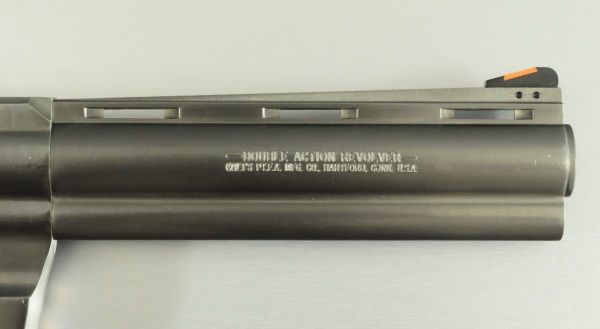 DOUBLE ACTION REVOLVER
COLT'S PT.F.A. MFG. CO., HARTFORD, CONN. U.S.A.